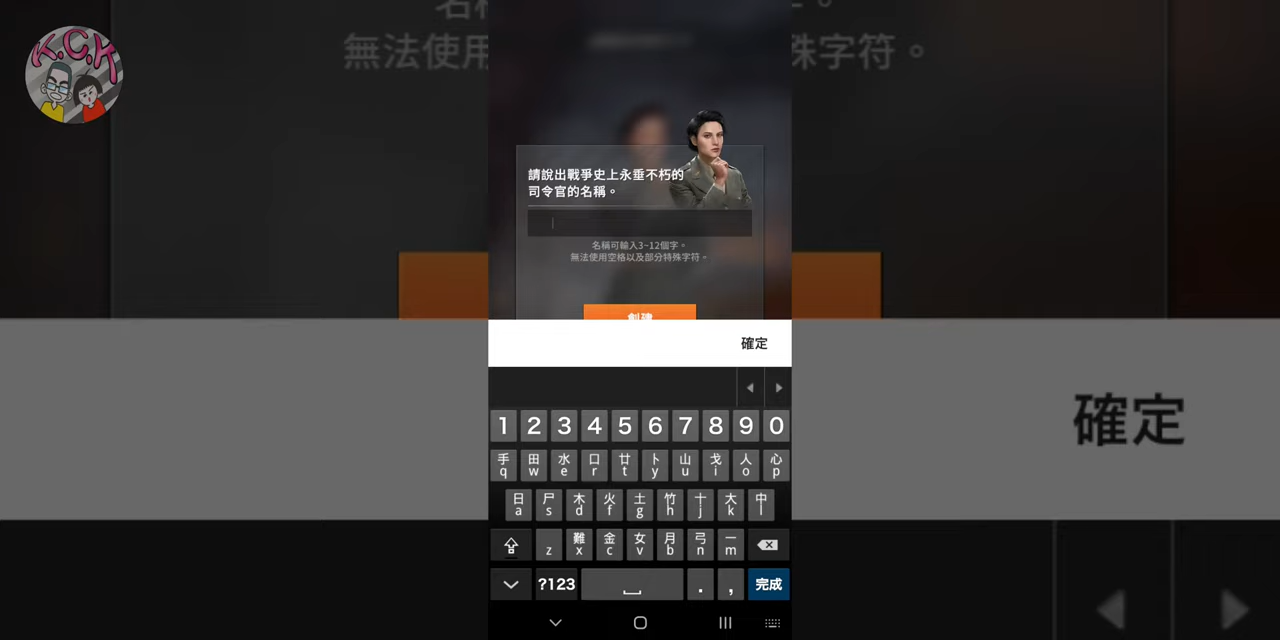 K.C.K
名
無法使用
殊字符。
請說出戰爭史上永垂不朽的
司令官的名稱。
名稱可輸入3~12個字。
無法使用空格以及部分特殊字符。
創建
確定
確定
1 2 3 4 5 6 7 8 9 0
手 田 水 口 廿 卜 山 戈 人 心
q w e r t y u i o p
日 尸 木 火 土 竹 十 大 中
a s d f g h j k l
難 金 女 月 弓 一
z x c v b n m
?123 . , 完成